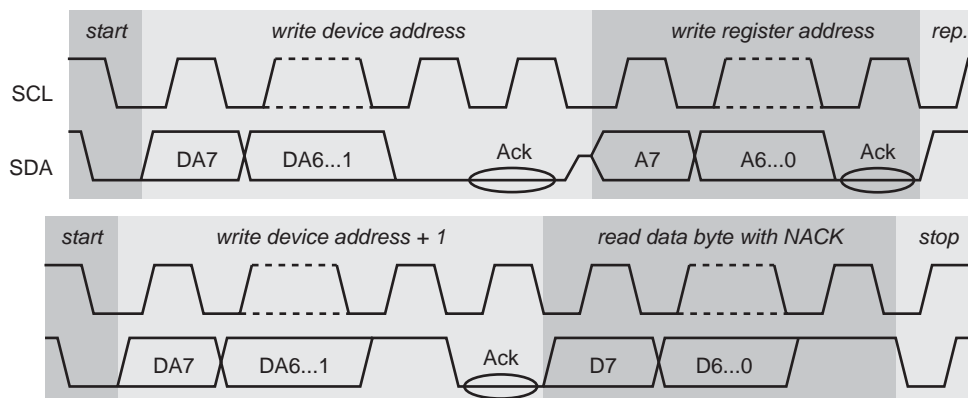 start write device address write register address rep.
SCL
SDA DA7 DA6...1 Ack A7 A6...0 Ack
start write device address + 1 read data byte with NACK stop
DA7 DA6...1 Ack D7 D6...0